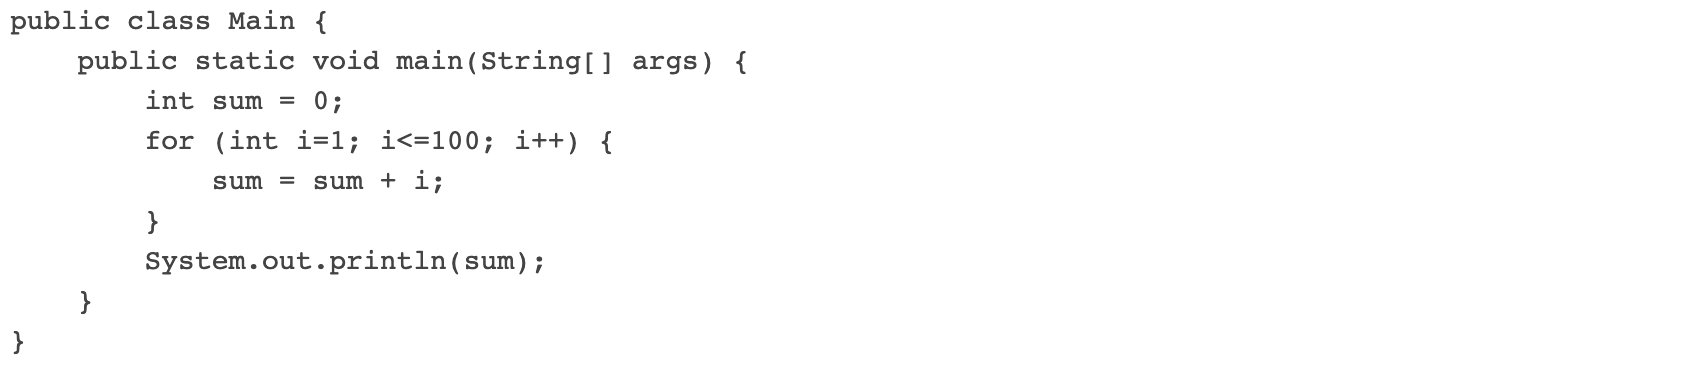 public class Main {
    public static void main(String[] args) {
        int sum = 0;
        for (int i=1; i<=100; i++) {
            sum = sum + i;
        }
        System.out.println(sum);
    }
}